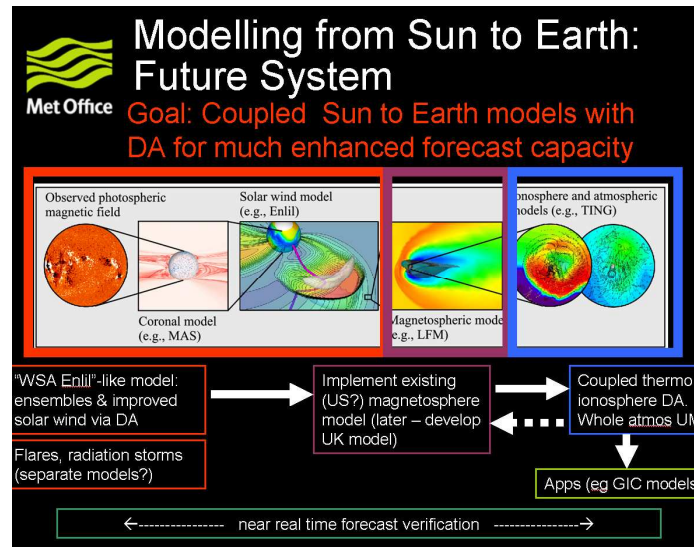 Modelling from Sun to Earth:
Future System
Met Office
Goal: Coupled Sun to Earth models with
DA for much enhanced forecast capacity
Observed photospheric
magnetic field
Solar wind model
(e.g., Enlil)
ionosphere and atmospheric
models (e.g., TING)
Coronal model
(e.g., MAS)
Magnetospheric mode
(e.g., LFM)
"WSA Enlil"-like model:
ensembles & improved
solar wind via DA
Implement existing
(US?) magnetosphere
model (later – develop
UK model)
Coupled thermo
ionosphere DA.
Whole atmos UM
Flares, radiation storms
(separate models?)
Apps (eg GIC models
←---------------- near real time forecast verification ----------------→